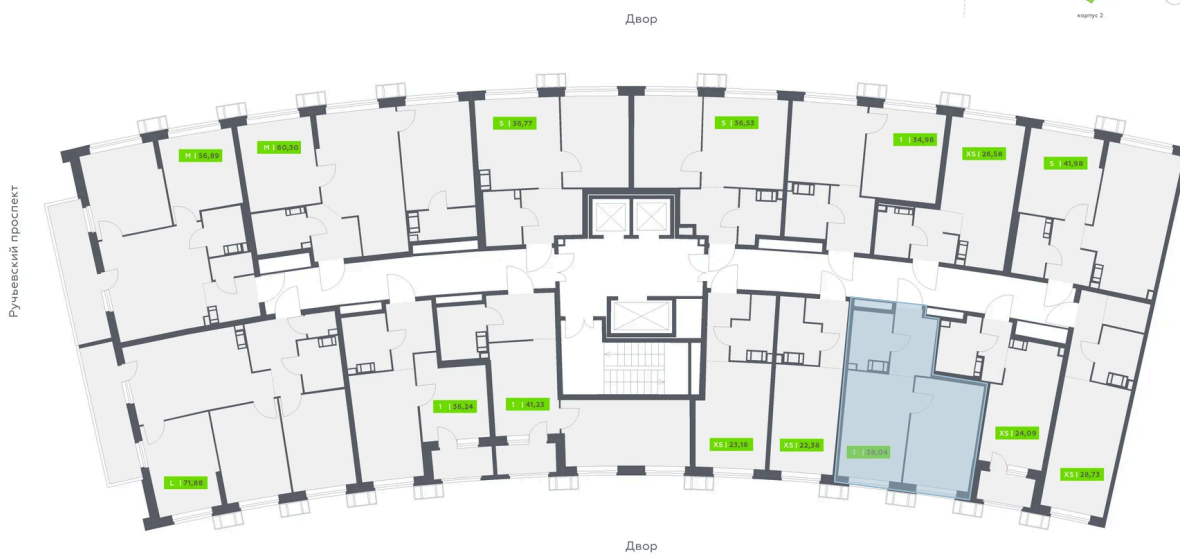 Двор
корпус 2
Ручьевский проспект
S | 36,77
S | 36,53
1 | 34,98
M | 56,89
M | 80,30
XS | 26,58
S | 41,98
1 | 36,24
1 | 41,23
XS | 23,16
XS | 22,38
1 | 38,04
XS | 24,09
L | 71,88
XS | 28,73
Двор